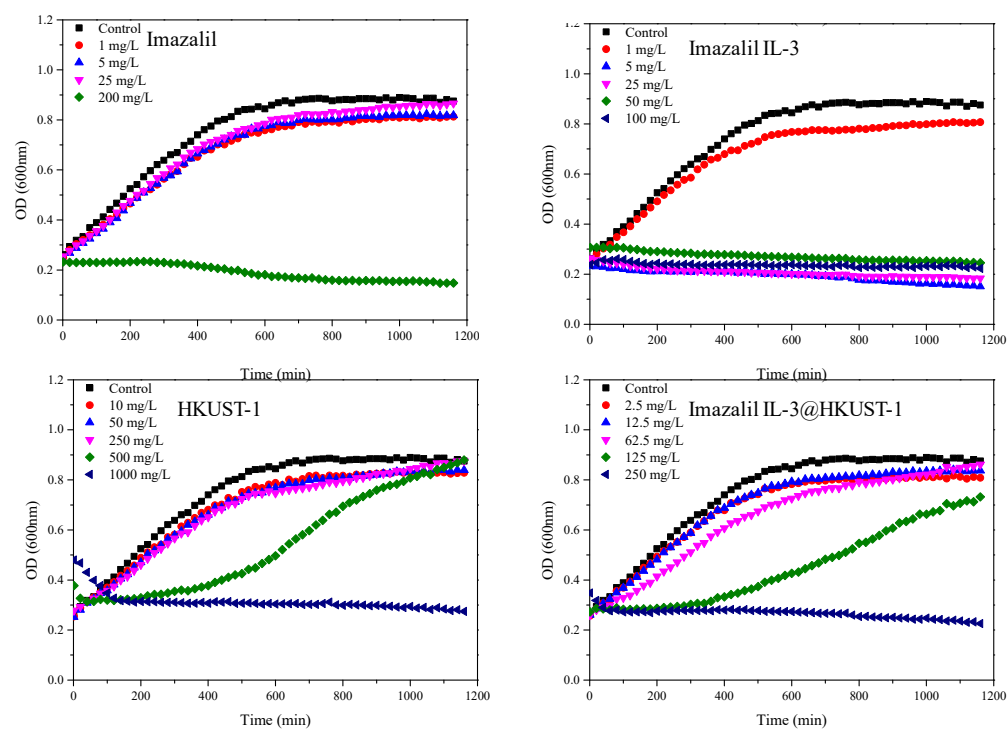 Imazalil
Control
1 mg/L
5 mg/L
25 mg/L
200 mg/L
1.2
1.0
0.8
0.6
0.4
0.2
0.0
OD (600nm)
0 200 400 600 800 1000 1200
Time (min)
Imazalil IL-3
Control
1 mg/L
5 mg/L
25 mg/L
50 mg/L
100 mg/L
1.2
1.0
0.8
0.6
0.4
0.2
0.0
OD (600nm)
0 200 400 600 800 1000 1200
Time (min)
HKUST-1
Control
10 mg/L
50 mg/L
250 mg/L
500 mg/L
1000 mg/L
1.2
1.0
0.8
0.6
0.4
0.2
0.0
OD (600nm)
0 200 400 600 800 1000 1200
Time (min)
Imazalil IL-3@HKUST-1
Control
2.5 mg/L
12.5 mg/L
62.5 mg/L
125 mg/L
250 mg/L
1.2
1.0
0.8
0.6
0.4
0.2
0.0
OD (600nm)
0 200 400 600 800 1000 1200
Time (min)